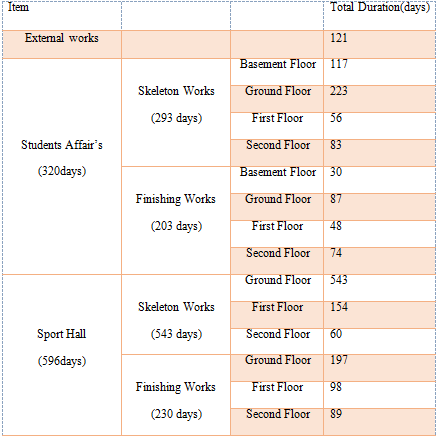 Item Total Duration(days)
External works 121
Basement Floor 117
Skeleton Works Ground Floor 223
(293 days) First Floor 56
Students Affair's Second Floor 83
(320days) Basement Floor 30
Finishing Works Ground Floor 87
(203 days) First Floor 48
Second Floor 74
Ground Floor 543
Skeleton Works First Floor 154
Sport Hall (543 days) Second Floor 60
(596days) Ground Floor 197
Finishing Works First Floor 98
(230 days) Second Floor 89